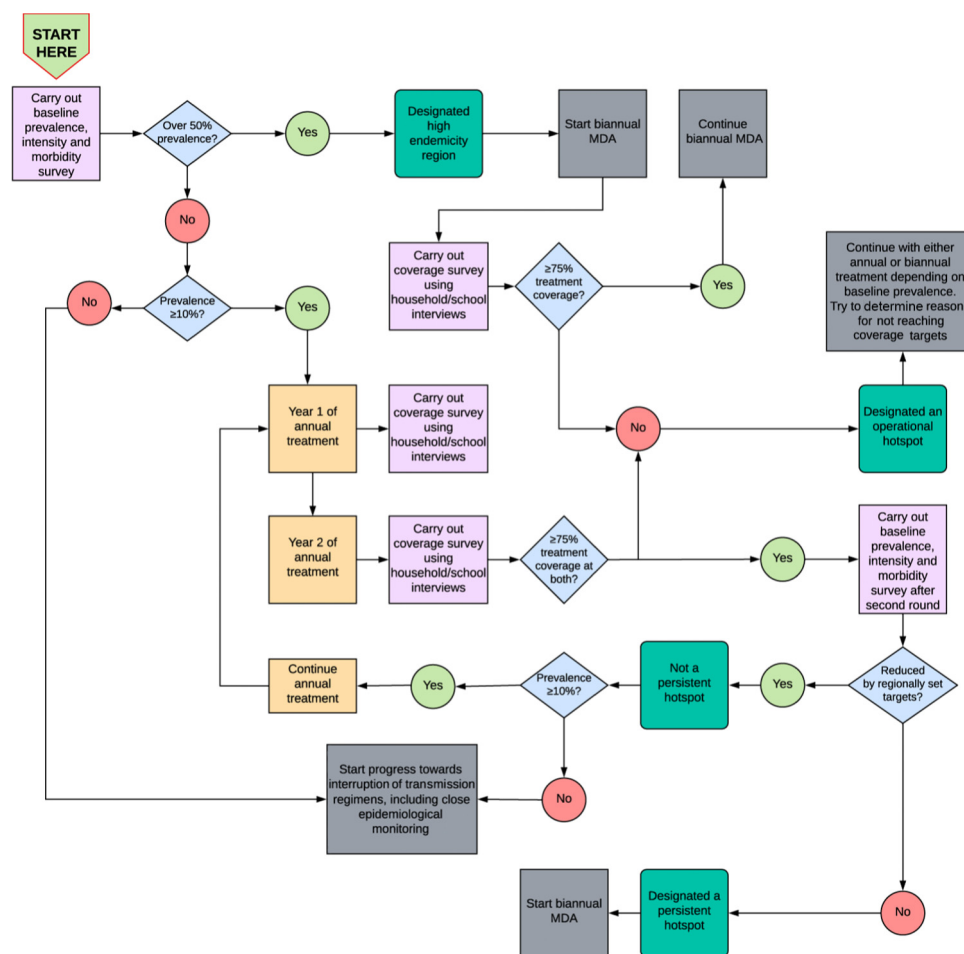 START
HERE
Carry out
baseline
prevalence,
intensity and
morbidity
survey
Over 50%
prevalence?
Yes
Designated
high
endemicity
region
Start biannual
MDA
Continue
biannual MDA
No
Carry out
coverage survey
using
household/school
interviews
≥75%
treatment
coverage?
Yes
Continue with either
annual or biannual
treatment depending on
baseline prevalence.
Try to determine reason
for not reaching
coverage targets
No
Prevalence
≥10%?
Yes
Year 1 of
annual
treatment
Carry out
coverage survey
using
household/school
interviews
No
Designated an
operational
hotspot
Year 2 of
annual
treatment
Carry out
coverage survey
using
household/school
interviews
≥75%
treatment
coverage at
both?
Yes
Carry out
baseline
prevalence,
intensity and
morbidity
survey after
second round
Continue
annual
treatment
Yes
Prevalence
≥10%?
Not a
persistent
hotspot
Yes
Reduced
by regionally set
targets?
Start progress towards
interruption of transmission
regimens, including close
epidemiological
monitoring
No
Start biannual
MDA
Designated a
persistent
hotspot
No